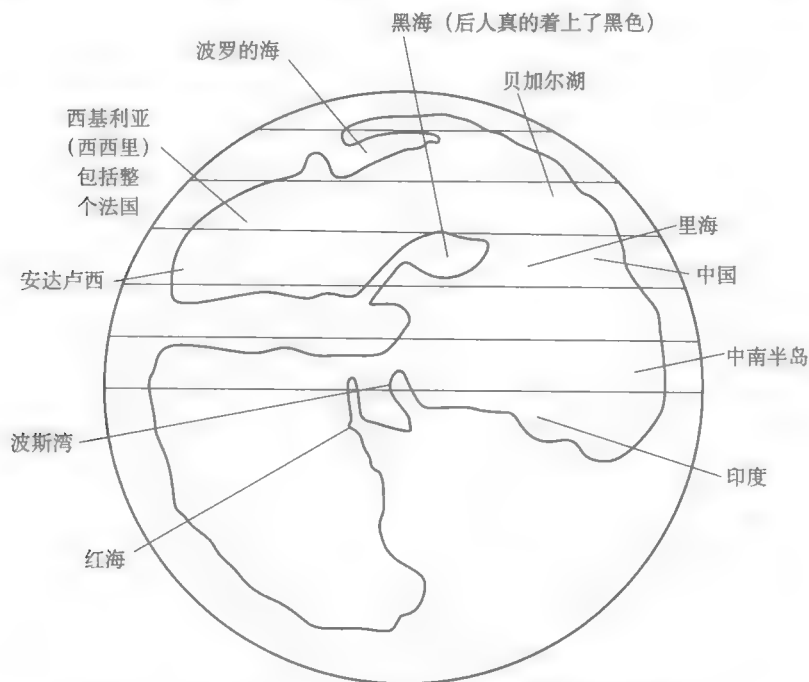 黑海（后人真的着上了黑色）
波罗的海
贝加尔湖
西基利亚
（西西里）
包括整
个法国
里海
安达卢西
中国
中南半岛
波斯湾
印度
红海